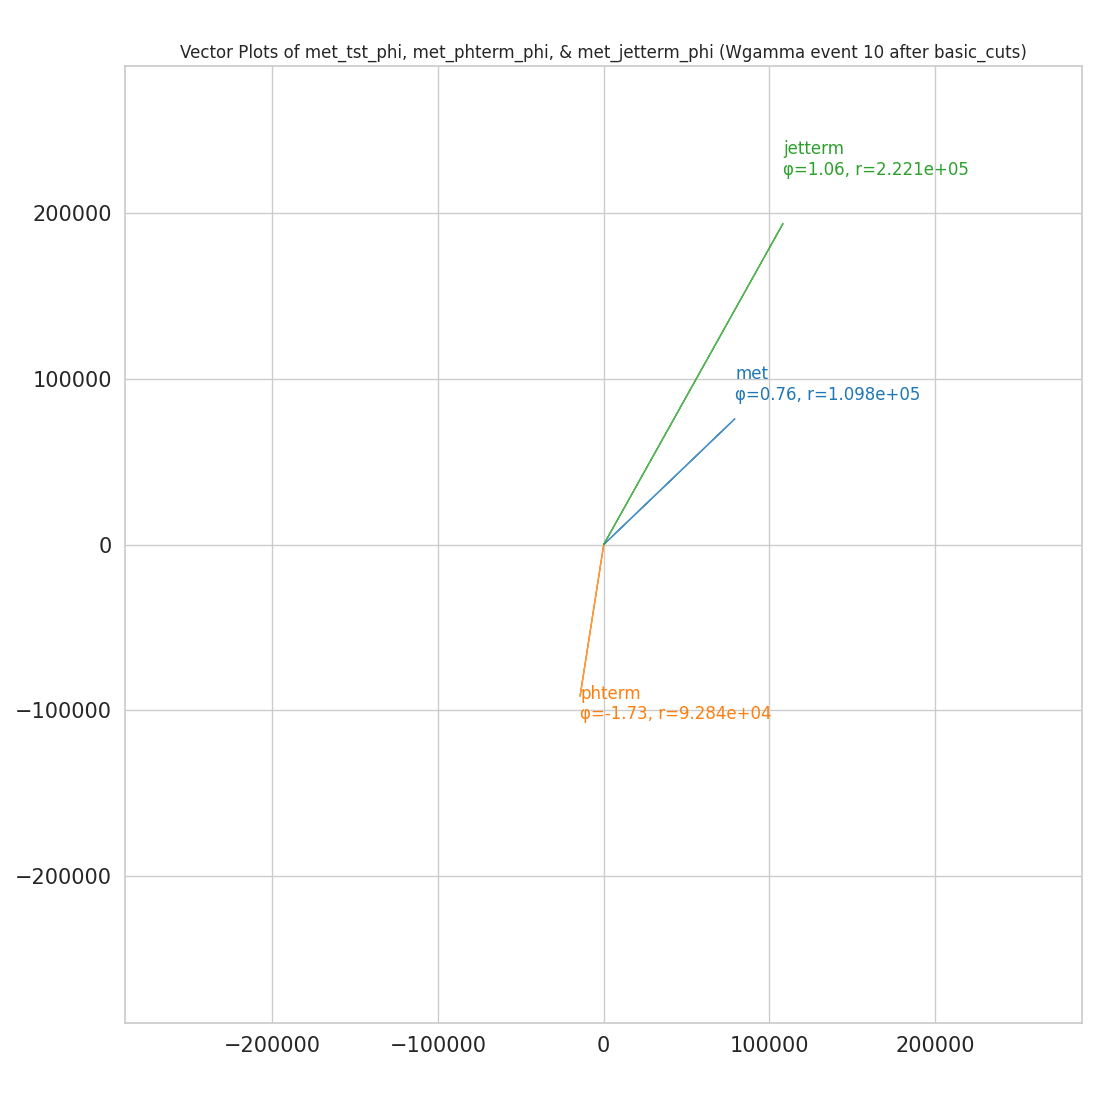 Vector Plots of met_tst_phi, met_phterm_phi, & met_jetterm_phi (Wgamma event 10 after basic_cuts)
jetterm
φ=1.06, r=2.221e+05
200000
met
100000
φ=0.76, r=1.098e+05
0
phterm
−100000
φ=-1.73, r=9.284e+04
−200000
−200000 −100000 0 100000 200000